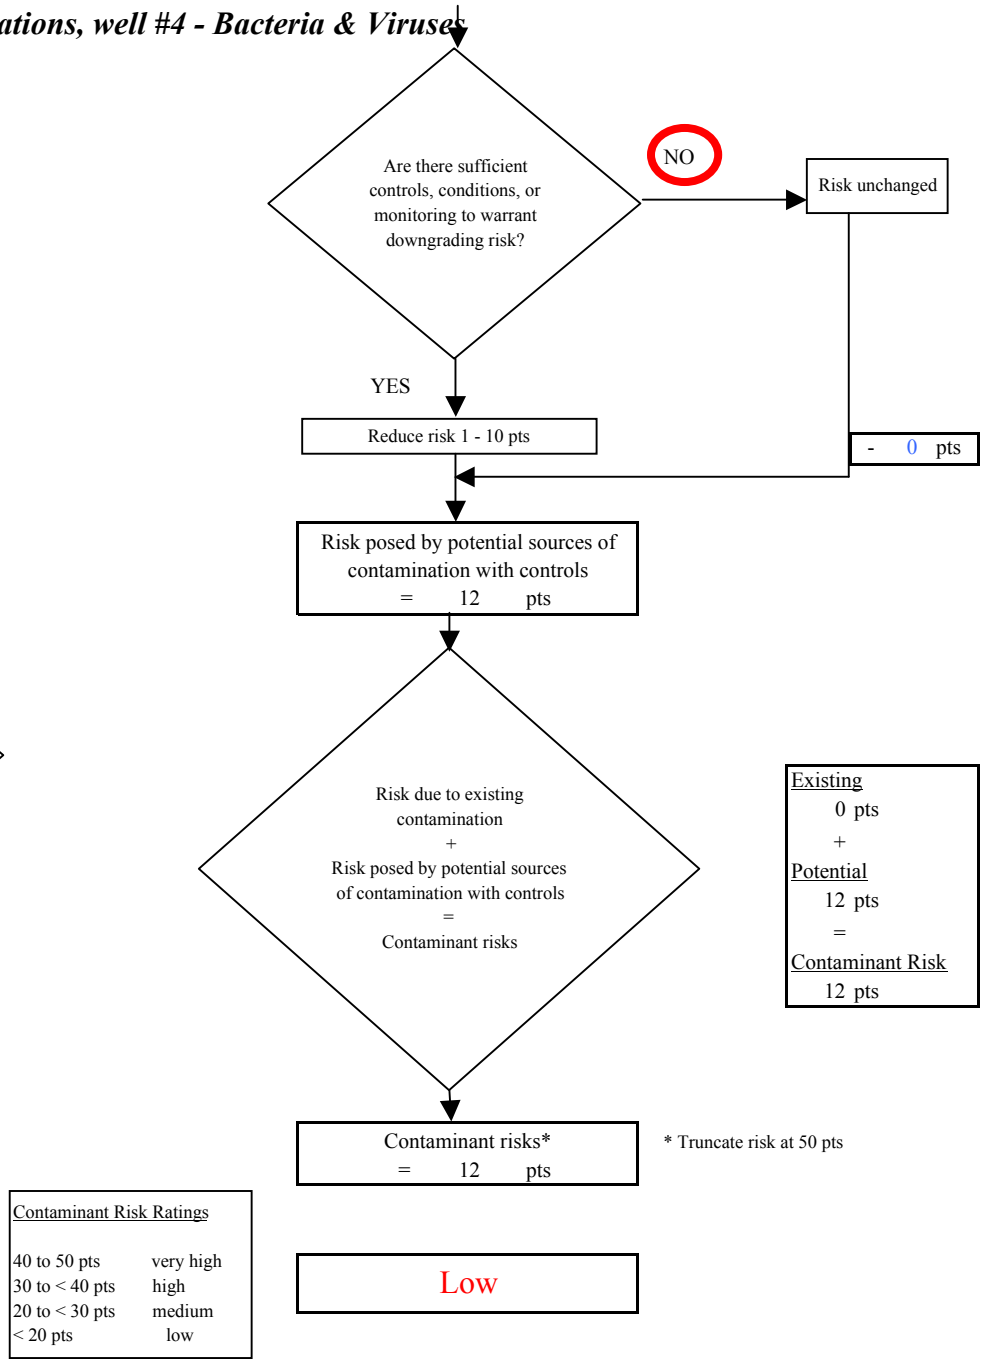 ations, well #4 - Bacteria & Viruses
Are there sufficient
controls, conditions, or
monitoring to warrant
downgrading risk?
NO
Risk unchanged
YES
Reduce risk 1 - 10 pts
- 0 pts
Risk posed by potential sources of
contamination with controls
= 12 pts
Risk due to existing
contamination
+
Risk posed by potential sources
of contamination with controls
=
Contaminant risks
Existing
0 pts
+
Potential
12 pts
=
Contaminant Risk
12 pts
Contaminant risks*
= 12 pts
* Truncate risk at 50 pts
Contaminant Risk Ratings
40 to 50 pts very high
30 to < 40 pts high
20 to < 30 pts medium
< 20 pts low
Low